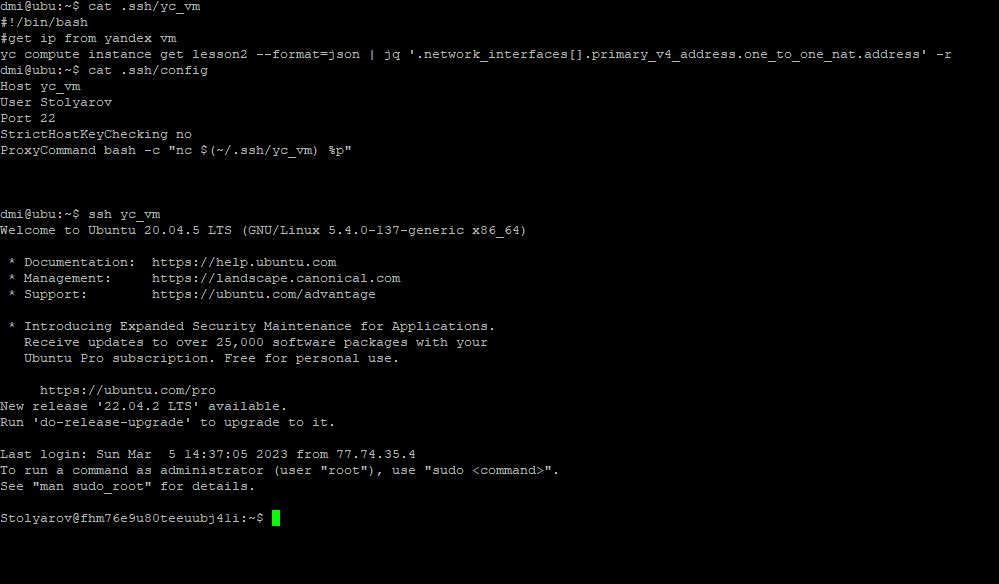 dmi@ubu:~$ cat .ssh/yc_vm
#!/bin/bash
#get ip from yandex vm
yc compute instance get lesson2 --format=json | jq '.network_interfaces[].primary_v4_address.one_to_one_nat.address' -r
dmi@ubu:~$ cat .ssh/config
Host yc_vm
User Stolyarov
Port 22
StrictHostKeyChecking no
ProxyCommand bash -c "nc $(~/.ssh/yc_vm) %p"
dmi@ubu:~$ ssh yc_vm
Welcome to Ubuntu 20.04.5 LTS (GNU/Linux 5.4.0-137-generic x86_64)
 * Documentation:  https://help.ubuntu.com
 * Management:     https://landscape.canonical.com
 * Support:        https://ubuntu.com/advantage
 * Introducing Expanded Security Maintenance for Applications.
   Receive updates to over 25,000 software packages with your
   Ubuntu Pro subscription. Free for personal use.
     https://ubuntu.com/pro
New release '22.04.2 LTS' available.
Run 'do-release-upgrade' to upgrade to it.
Last login: Sun Mar  5 14:37:05 2023 from 77.74.35.4
To run a command as administrator (user "root"), use "sudo <command>".
See "man sudo_root" for details.
Stolyarov@fhm76e9u80teeuubj41i:~$